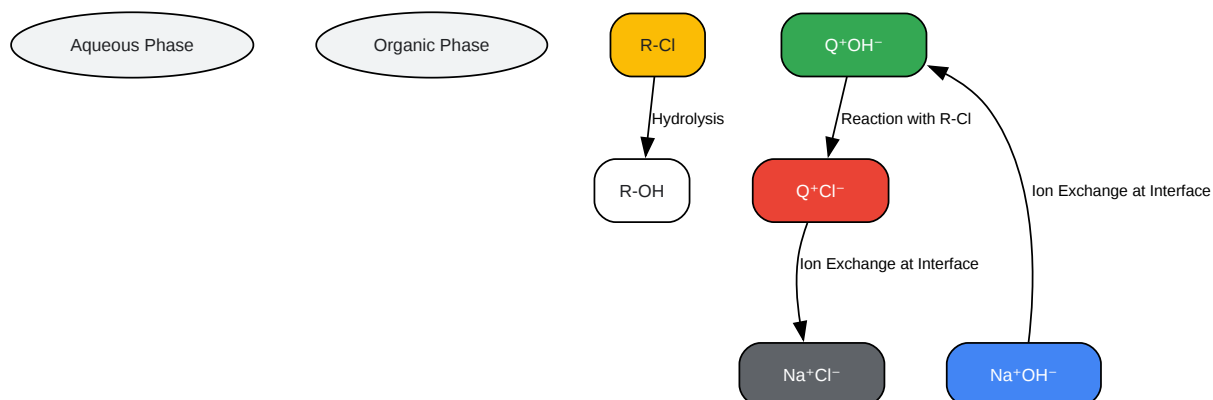 Aqueous Phase
Organic Phase
R-Cl
Q⁺OH⁻
Hydrolysis
Reaction with R-Cl
R-OH
Q⁺Cl⁻
Ion Exchange at Interface
Ion Exchange at Interface
Na⁺Cl⁻
Na⁺OH⁻